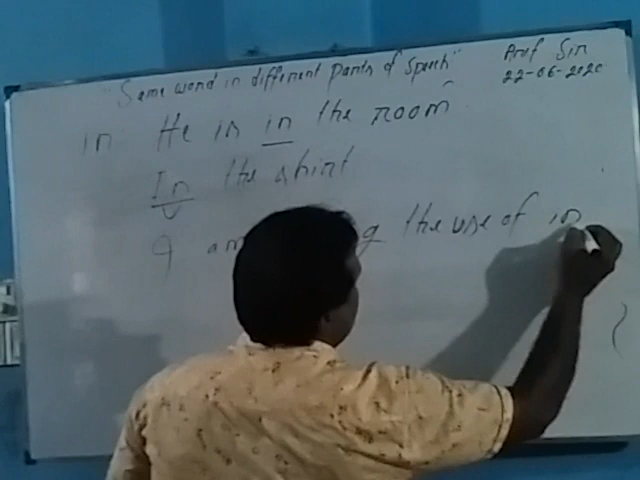 "Same word in different parts of speech"
Arif Sir
22-06-2020
in He is in the room
In the shirt
I am g the use of in